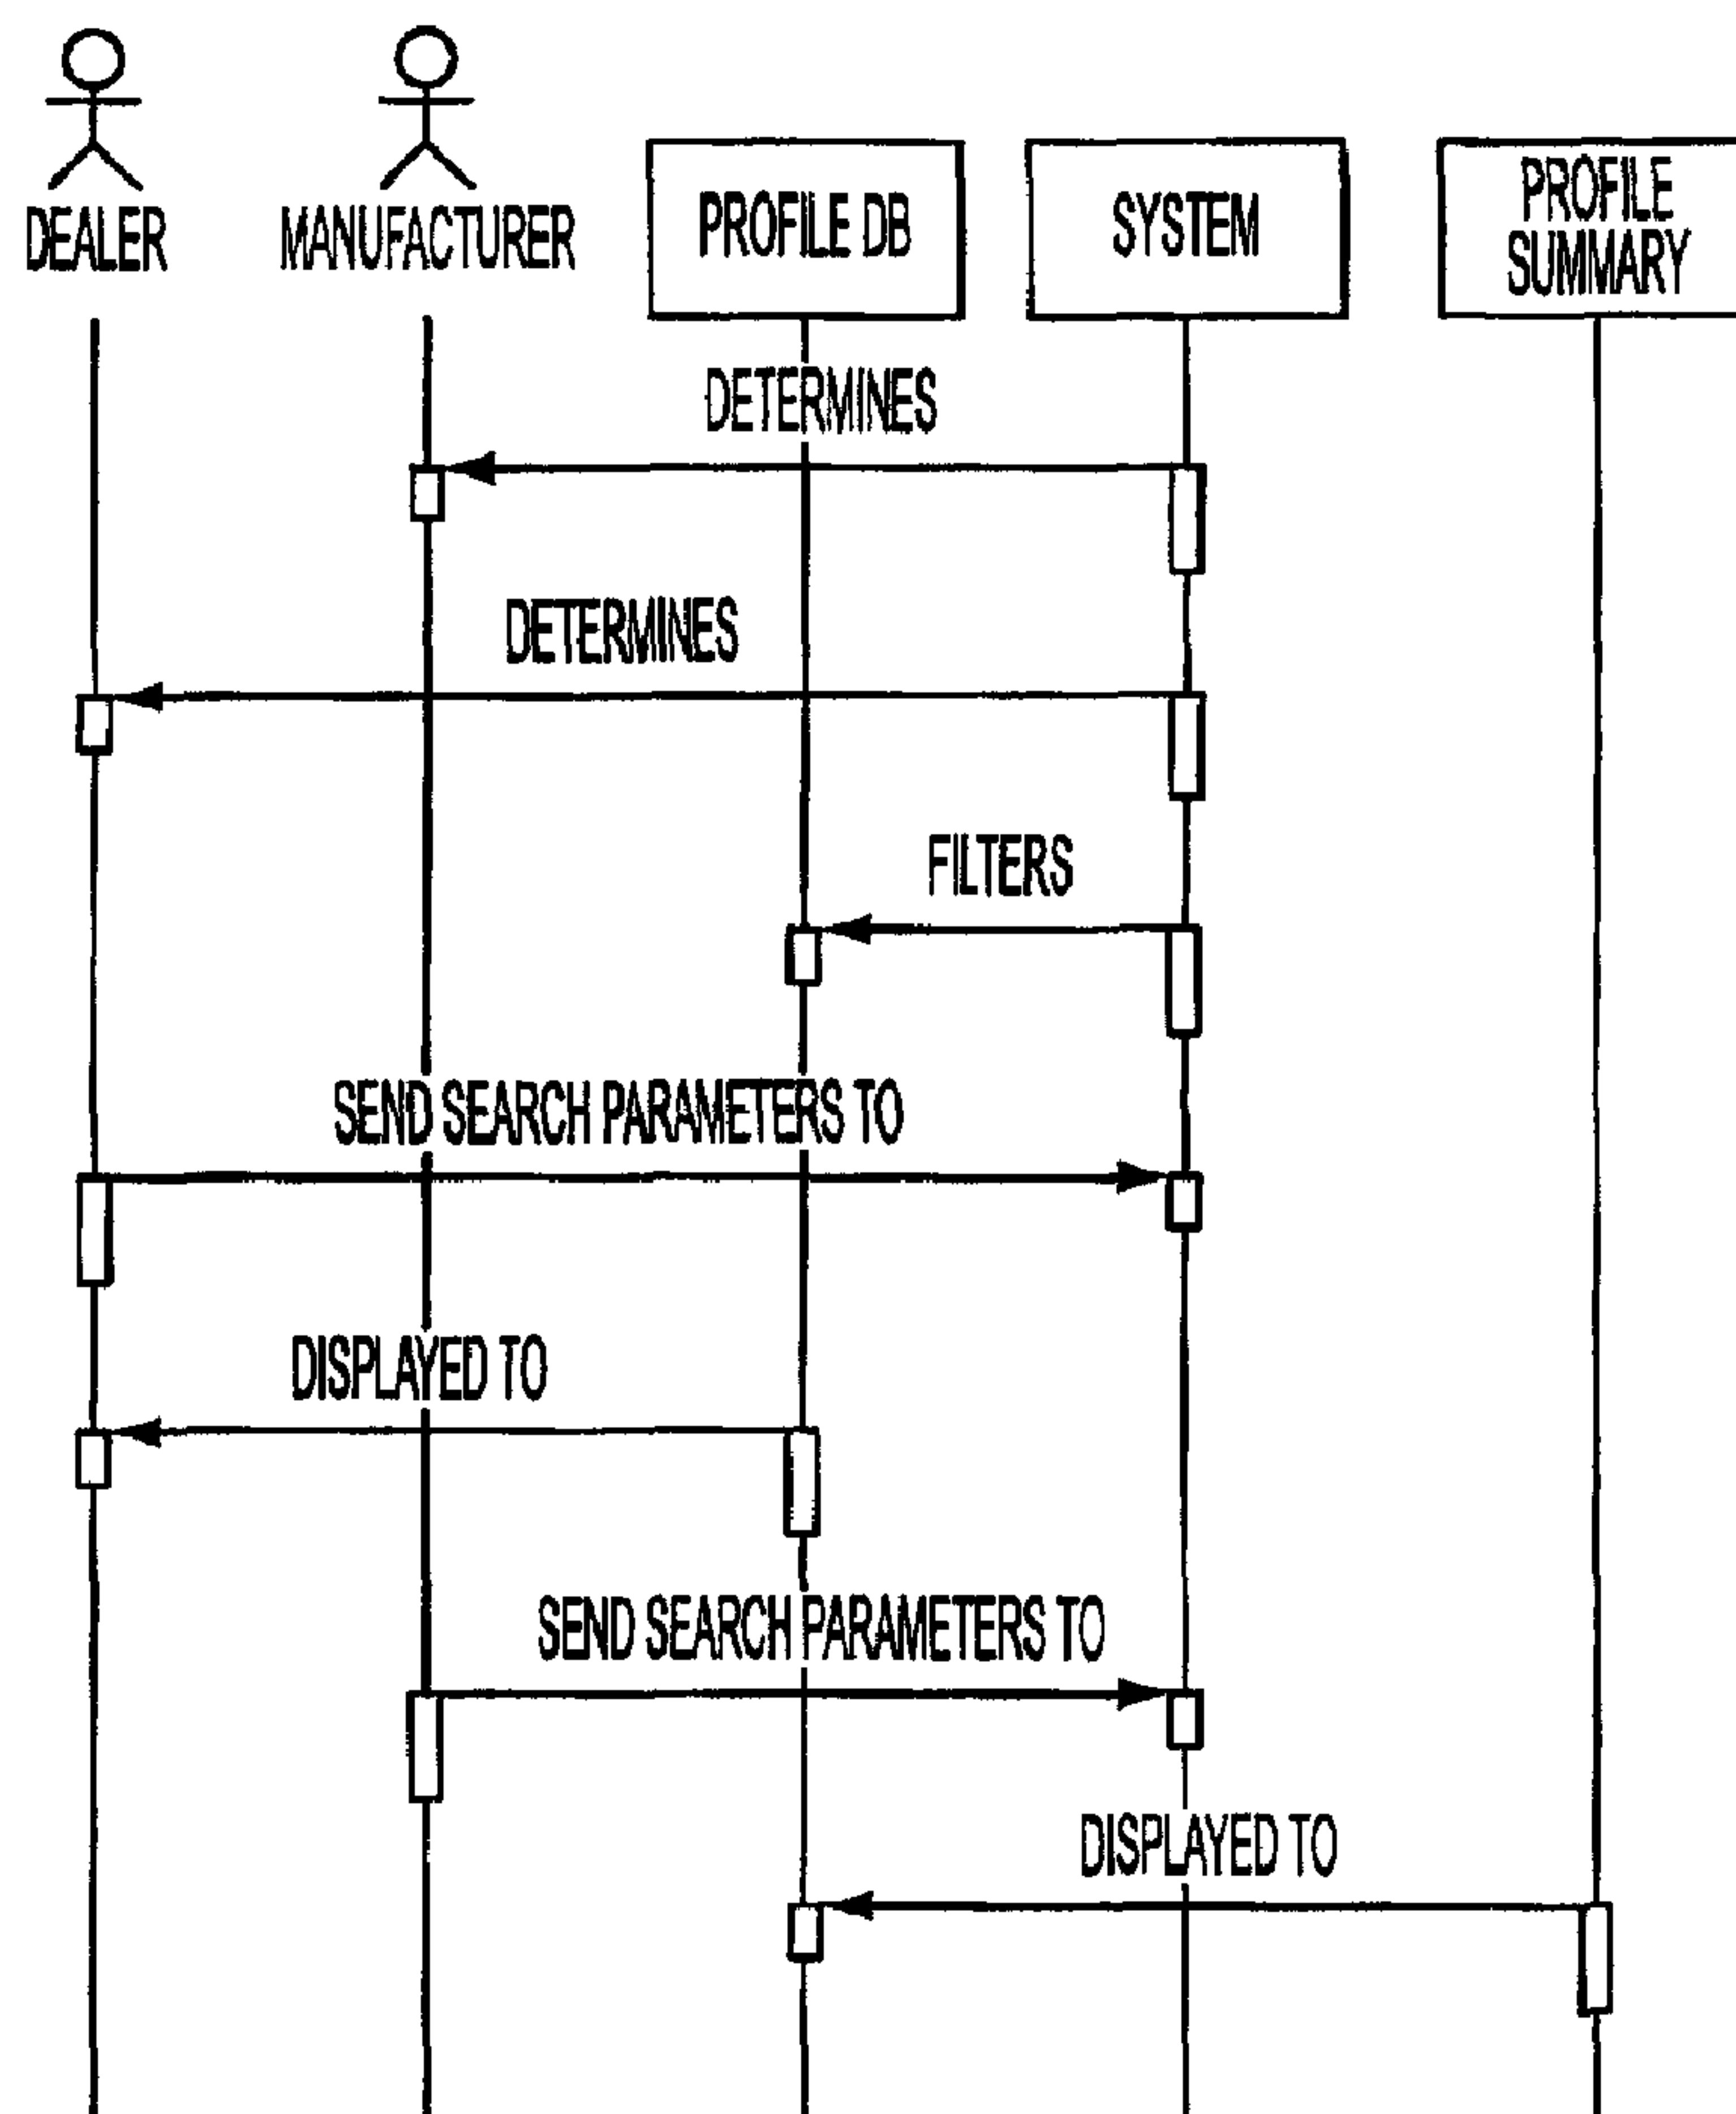 DEALER
MANUFACTURER
PROFILE DB
SYSTEM
PROFILE
SUMMARY
DETERMINES
DETERMINES
FILTERS
SEND SEARCH PARAMETERS TO
DISPLAYED TO
SEND SEARCH PARAMETERS TO
DISPLAYED TO